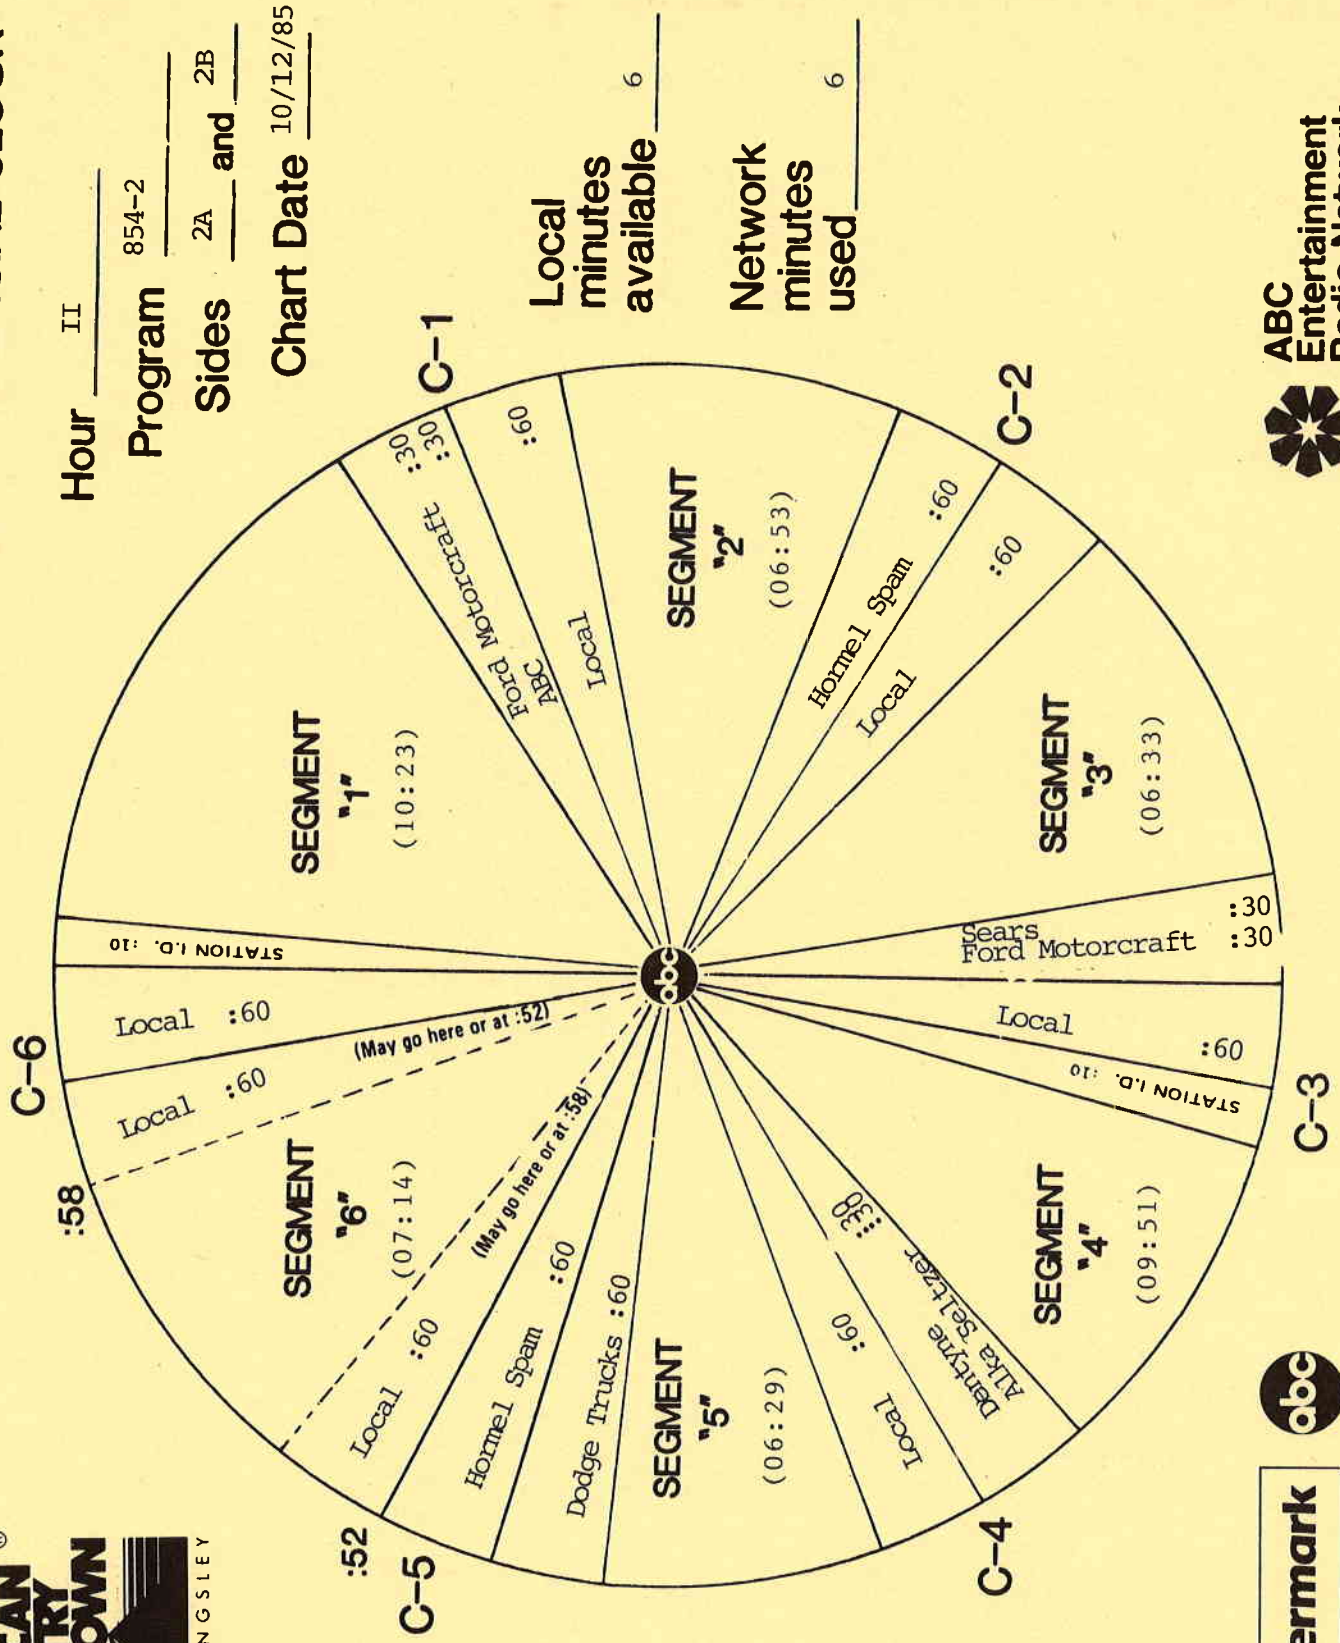 Hour II
Program 854-2
Sides 2A and 2B
Chart Date 10/12/85
Local
minutes
available 6
Network
minutes
used 6
C-1
C-2
C-3
C-4
:52
C-5
:58
C-6
STATION I.D. :10
SEGMENT
"1"
(10:23)
Ford Motorcraft :30
ABC :30
Local :60
SEGMENT
"2"
(06:53)
Hormel Spam :60
Local :60
SEGMENT
"3"
(06:33)
Sears :30
Ford Motorcraft :30
Local :60
STATION I.D. :10
SEGMENT
"4"
(09:51)
Dentyne :30
Alka Seltzer :30
Local :60
SEGMENT
"5"
(06:29)
Dodge Trucks :60
Hormel Spam :60
Local :60
(May go here or at :58)
SEGMENT
"6"
(07:14)
Local :60
(May go here or at :52)
Local :60
abc
abc
ABC
Entertainment